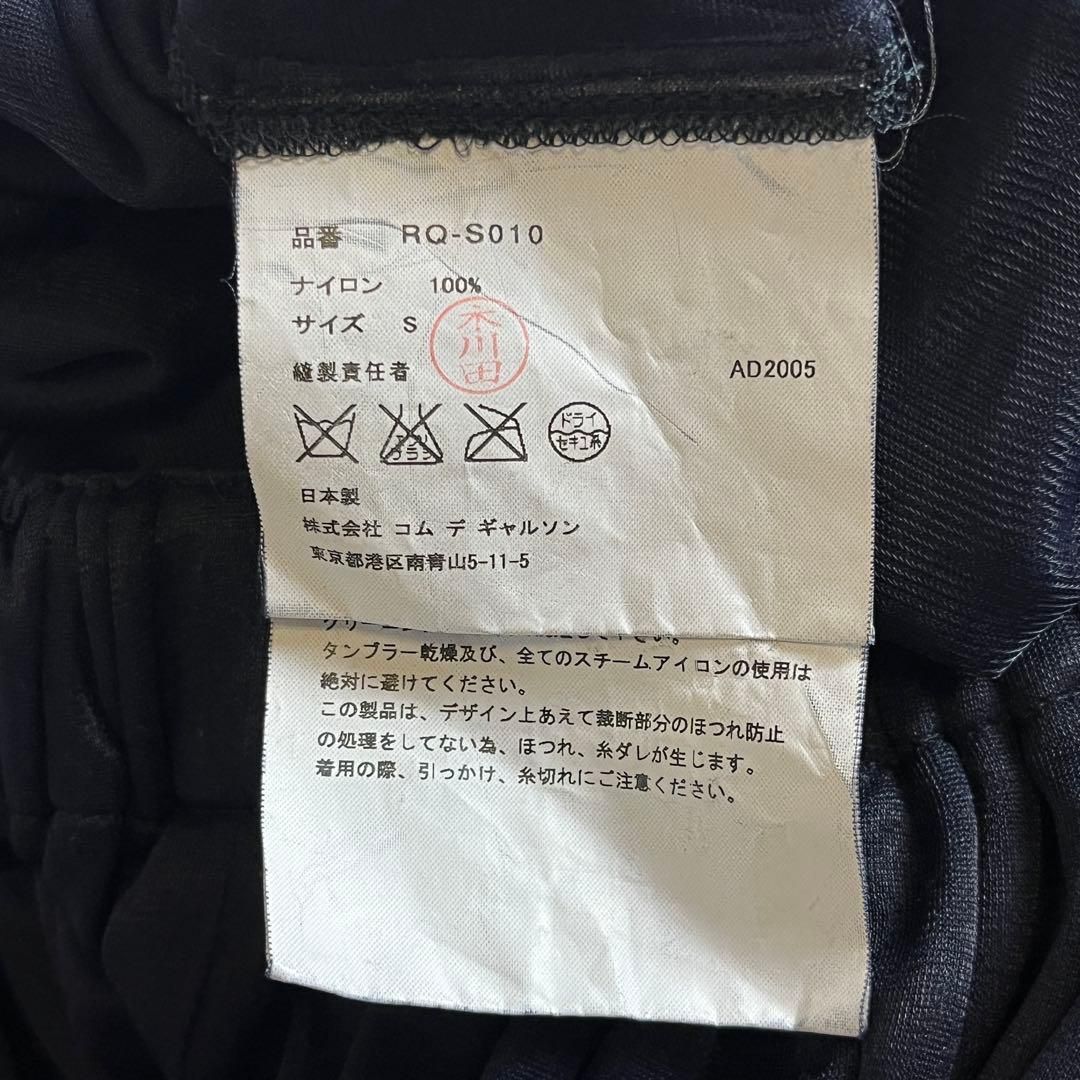 品番 RQ-S010
ナイロン 100%
サイズ S
縫製責任者 AD2005
ドライ
セキユ系
日本製
株式会社 コム デ ギャルソン
東京都港区南青山5-11-5
タンブラー乾燥及び、全てのスチームアイロンの使用は
絶対に避けてください。
この製品は、デザイン上あえて裁断部分のほつれ防止
の処理をしてない為、ほつれ、糸ダレが生じます。
着用の際、引っかけ、糸切れにご注意ください。